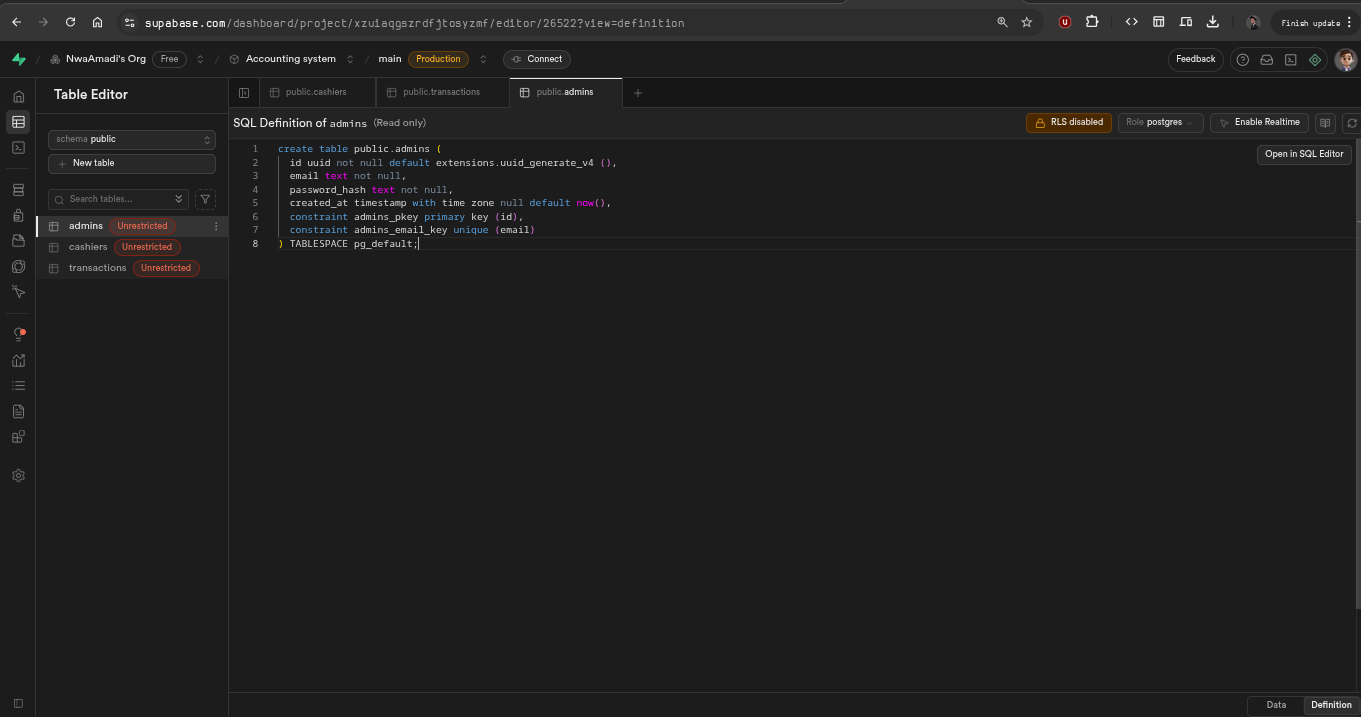 supabase.com/dashboard/project/xzuiaqgszrdfjtosyzmf/editor/26522?view=definition
Finish update
NwaAmadi's Org Free / Accounting system / main Production Connect
Feedback
Table Editor
public.cashiers
public.transactions
public.admins
SQL Definition of admins (Read only)
RLS disabled
Role postgres
Enable Realtime
schema public
New table
Search tables...
admins Unrestricted
cashiers Unrestricted
transactions Unrestricted
Open in SQL Editor
1 create table public.admins (
2 id uuid not null default extensions.uuid_generate_v4 (),
3 email text not null,
4 password_hash text not null,
5 created_at timestamp with time zone null default now(),
6 constraint admins_pkey primary key (id),
7 constraint admins_email_key unique (email)
8 ) TABLESPACE pg_default;
Data
Definition